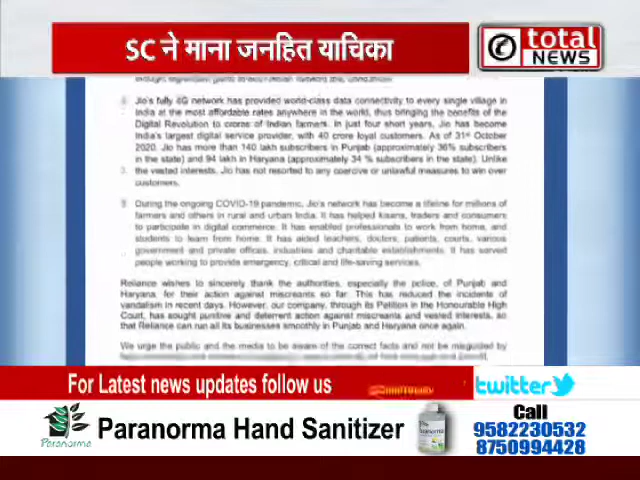 SC ने माना जनहित याचिका
total
NEWS
Jio's fully 4G network has provided world-class data connectivity to every single village in
India at the most affordable rates anywhere in the world, thus bringing the benefits of the
Digital Revolution to crores of Indian farmers. In just four short years, Jio has become
India's largest digital service provider, with 40 crore loyal customers. As of 31st October
2020, Jio has more than 140 lakh subscribers in Punjab (approximately 36% subscribers
in the state) and 94 lakh in Haryana (approximately 34 % subscribers in the state). Unlike
the vested interests, Jio has not resorted to any coercive or unlawful measures to win over
customers.
During the ongoing COVID-19 pandemic, Jio's network has become a lifeline for millions of
farmers and others in rural and urban India. It has helped kisans, traders and consumers
to participate in digital commerce. It has enabled professionals to work from home, and
students to learn from home. It has aided teachers, doctors, patients, courts, various
government and private offices, industries and charitable establishments. It has served
people working to provide emergency, critical and life-saving services.
Reliance wishes to sincerely thank the authorities, especially the police, of Punjab and
Haryana, for their action against miscreants so far. This has reduced the incidents of
vandalism in recent days. However, our company, through its Petition in the Honourable High
Court, has sought punitive and deterrent action against miscreants and vested interests, so
that Reliance can run all its businesses smoothly in Punjab and Haryana once again.
We urge the public and the media to be aware of the correct facts and not be misguided by
For Latest news updates follow us
twitter
Paranorma
Paranorma Hand Sanitizer
Call
9582230532
8750994428